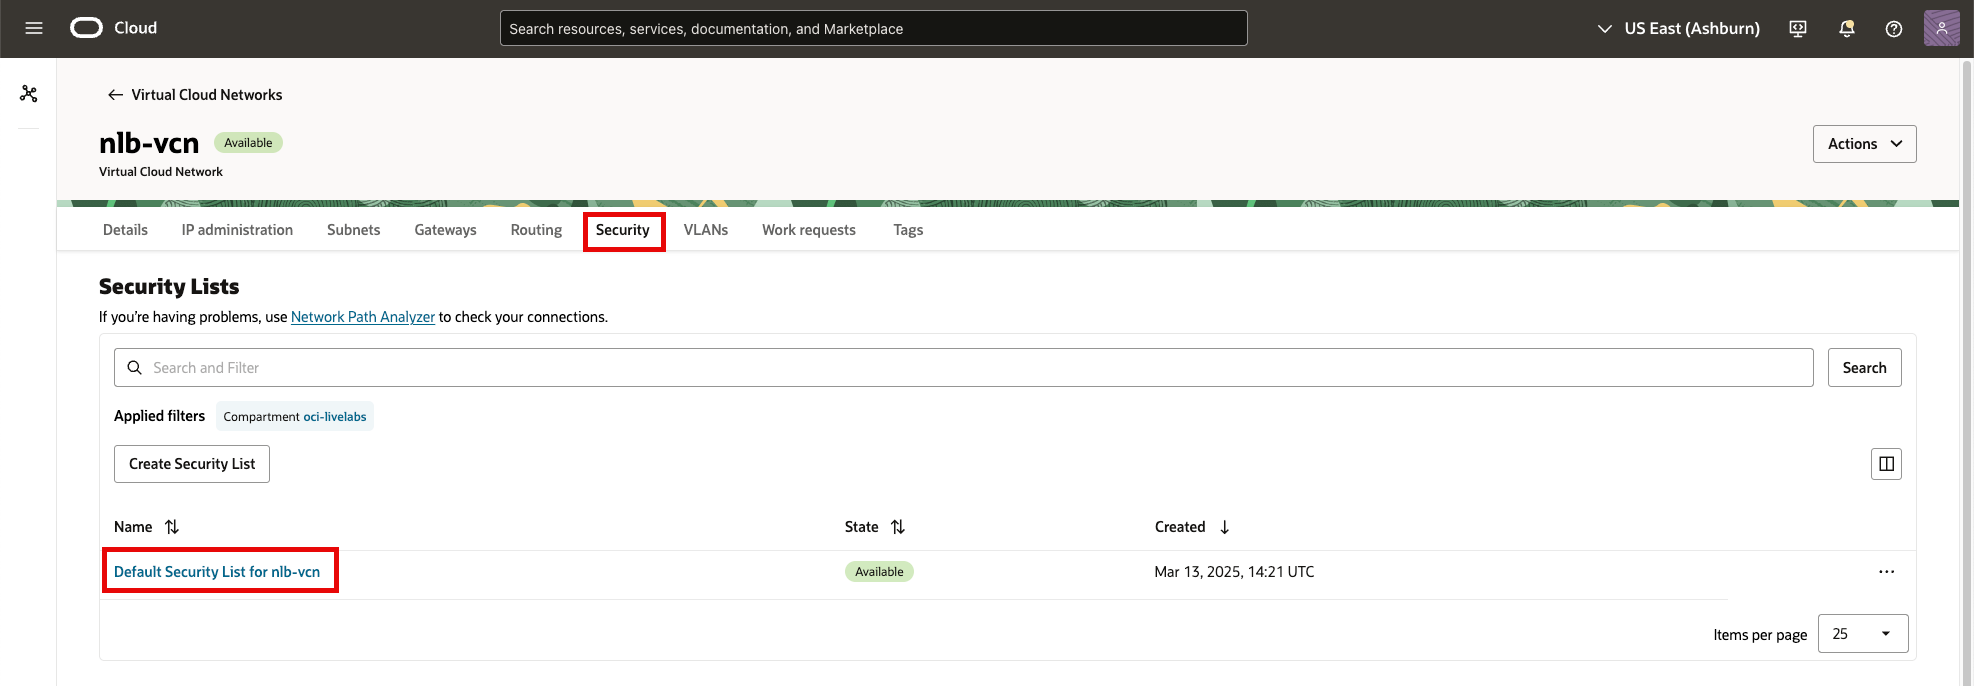 Cloud
Search resources, services, documentation, and Marketplace
US East (Ashburn)
Virtual Cloud Networks
nlb-vcn Available
Virtual Cloud Network
Actions
Details IP administration Subnets Gateways Routing Security VLANs Work requests Tags
Security Lists
If you're having problems, use Network Path Analyzer to check your connections.
Search and Filter
Search
Applied filters Compartment oci-livelabs
Create Security List
Name State Created
Default Security List for nlb-vcn Available Mar 13, 2025, 14:21 UTC
Items per page 25